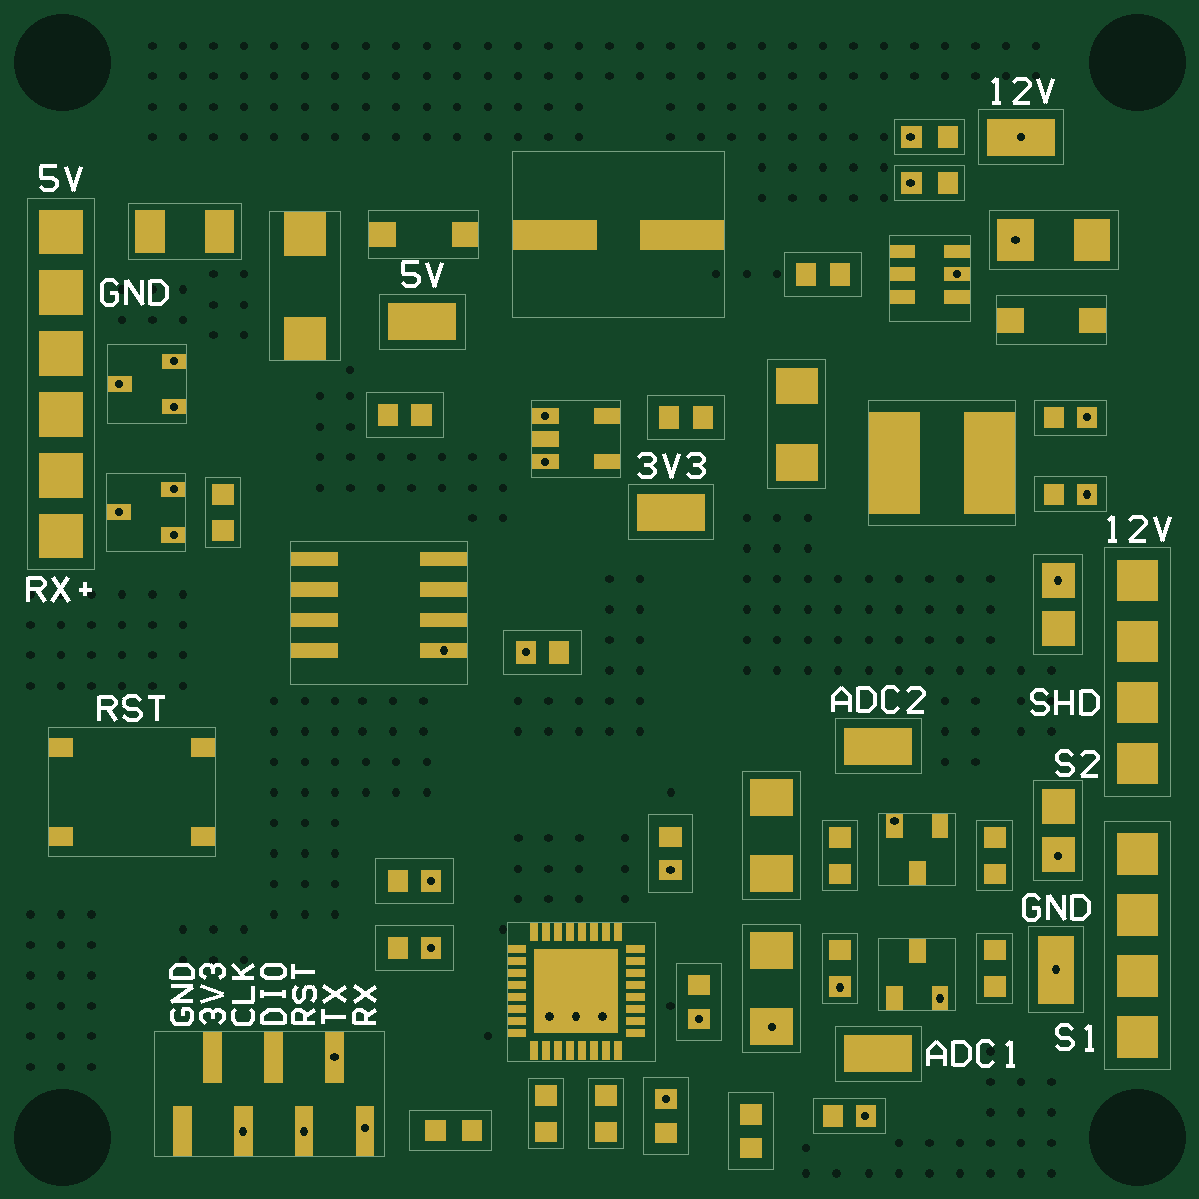 12V
5V
GND
5V
3V3
12V
RX+
ADC2
SHD
RST
S2
GND
GND
3V3
CLK
DIO
RST
TX
RX
S1
ADC1